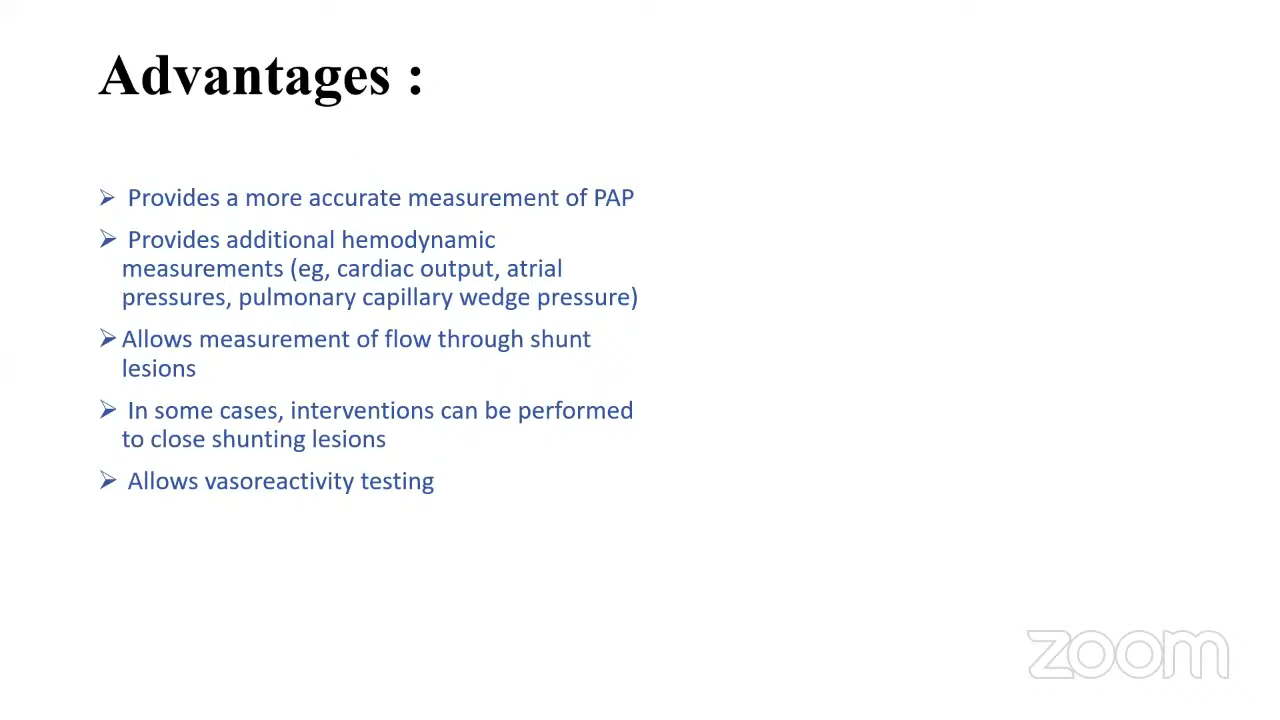 Advantages :
➢ Provides a more accurate measurement of PAP
➢ Provides additional hemodynamic
measurements (eg, cardiac output, atrial
pressures, pulmonary capillary wedge pressure)
➢ Allows measurement of flow through shunt
lesions
➢ In some cases, interventions can be performed
to close shunting lesions
➢ Allows vasoreactivity testing
zoom